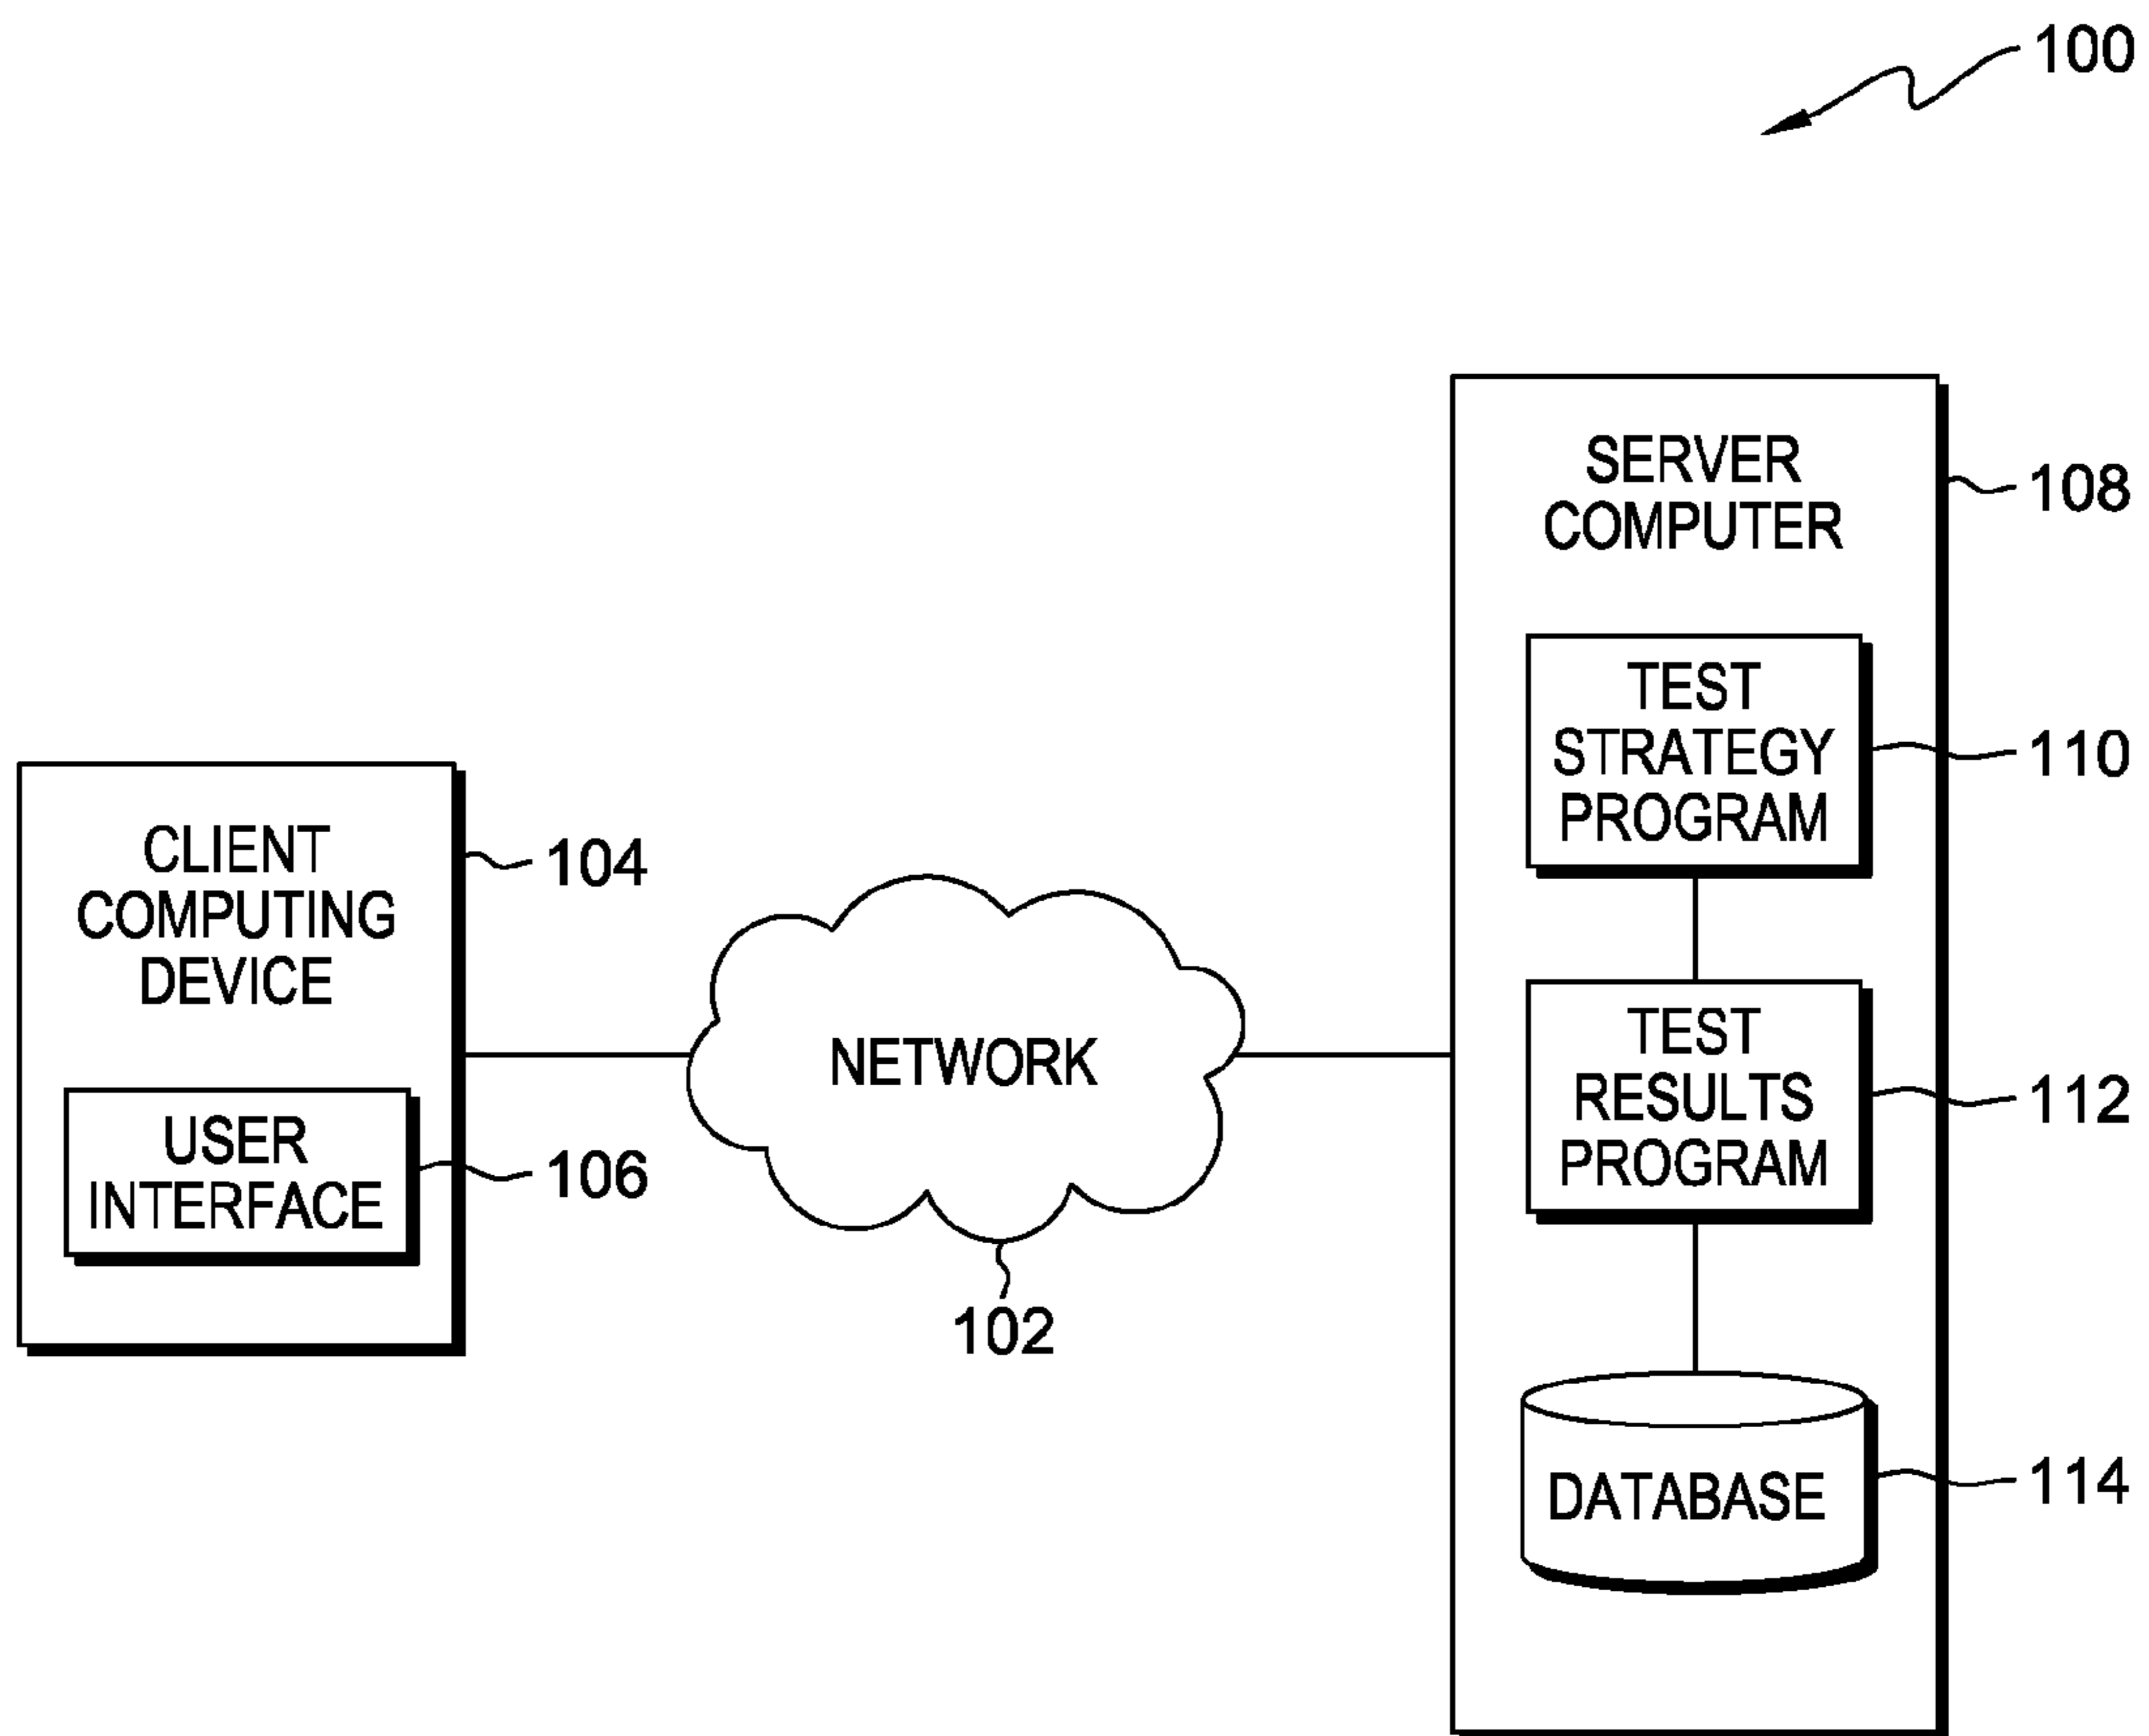 100
SERVER
COMPUTER
108
TEST
STRATEGY
PROGRAM
110
CLIENT
COMPUTING
DEVICE
104
USER
INTERFACE
106
NETWORK
102
TEST
RESULTS
PROGRAM
112
DATABASE
114